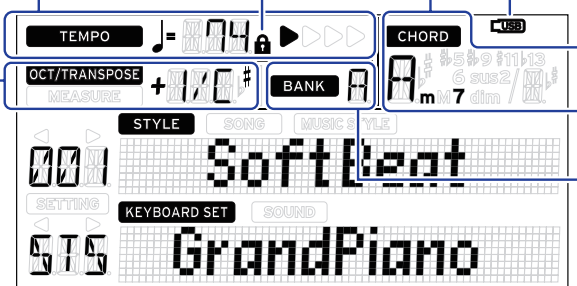 TEMPO ♩= 74 CHORD USB
♯5♭9 ♯11♭13
6 sus2/
A m M 7 dim
OCT/TRANSPOSE +1/C♯ BANK A
MEASURE
STYLE SONG MUSIC STYLE
001 SoftBeat
SETTING KEYBOARD SET SOUND
STS GrandPiano